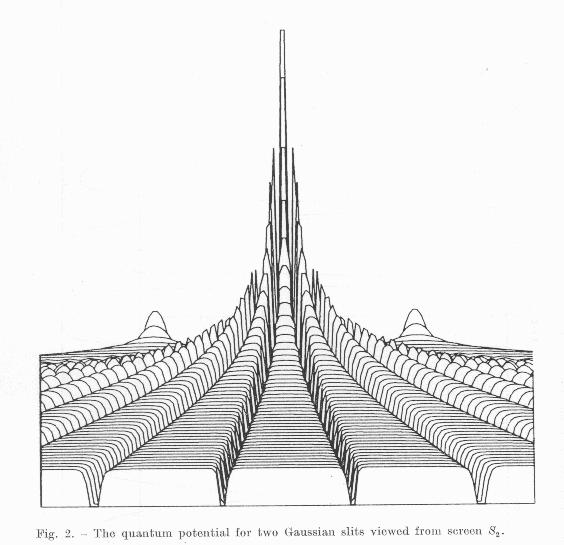 Fig. 2. – The quantum potential for two Gaussian slits viewed from screen S₂.